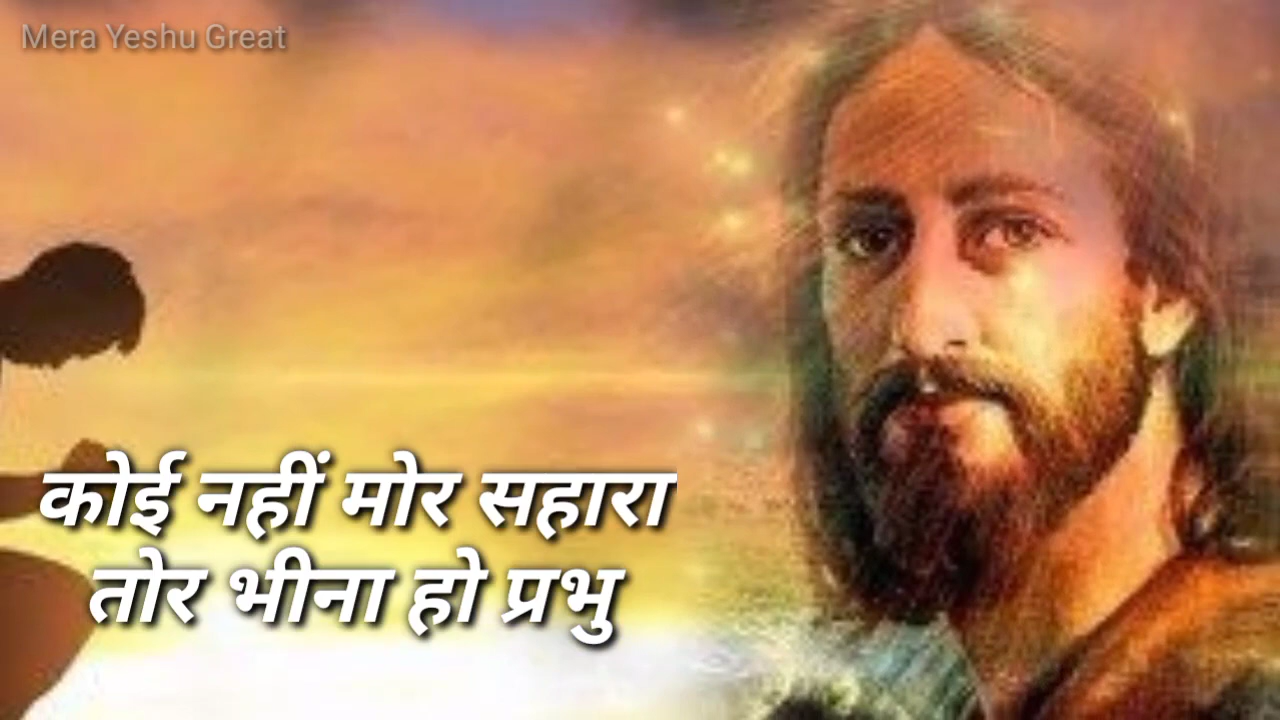 Mera Yeshu Great
कोई नहीं मोर सहारा
तोर भीना हो प्रभु